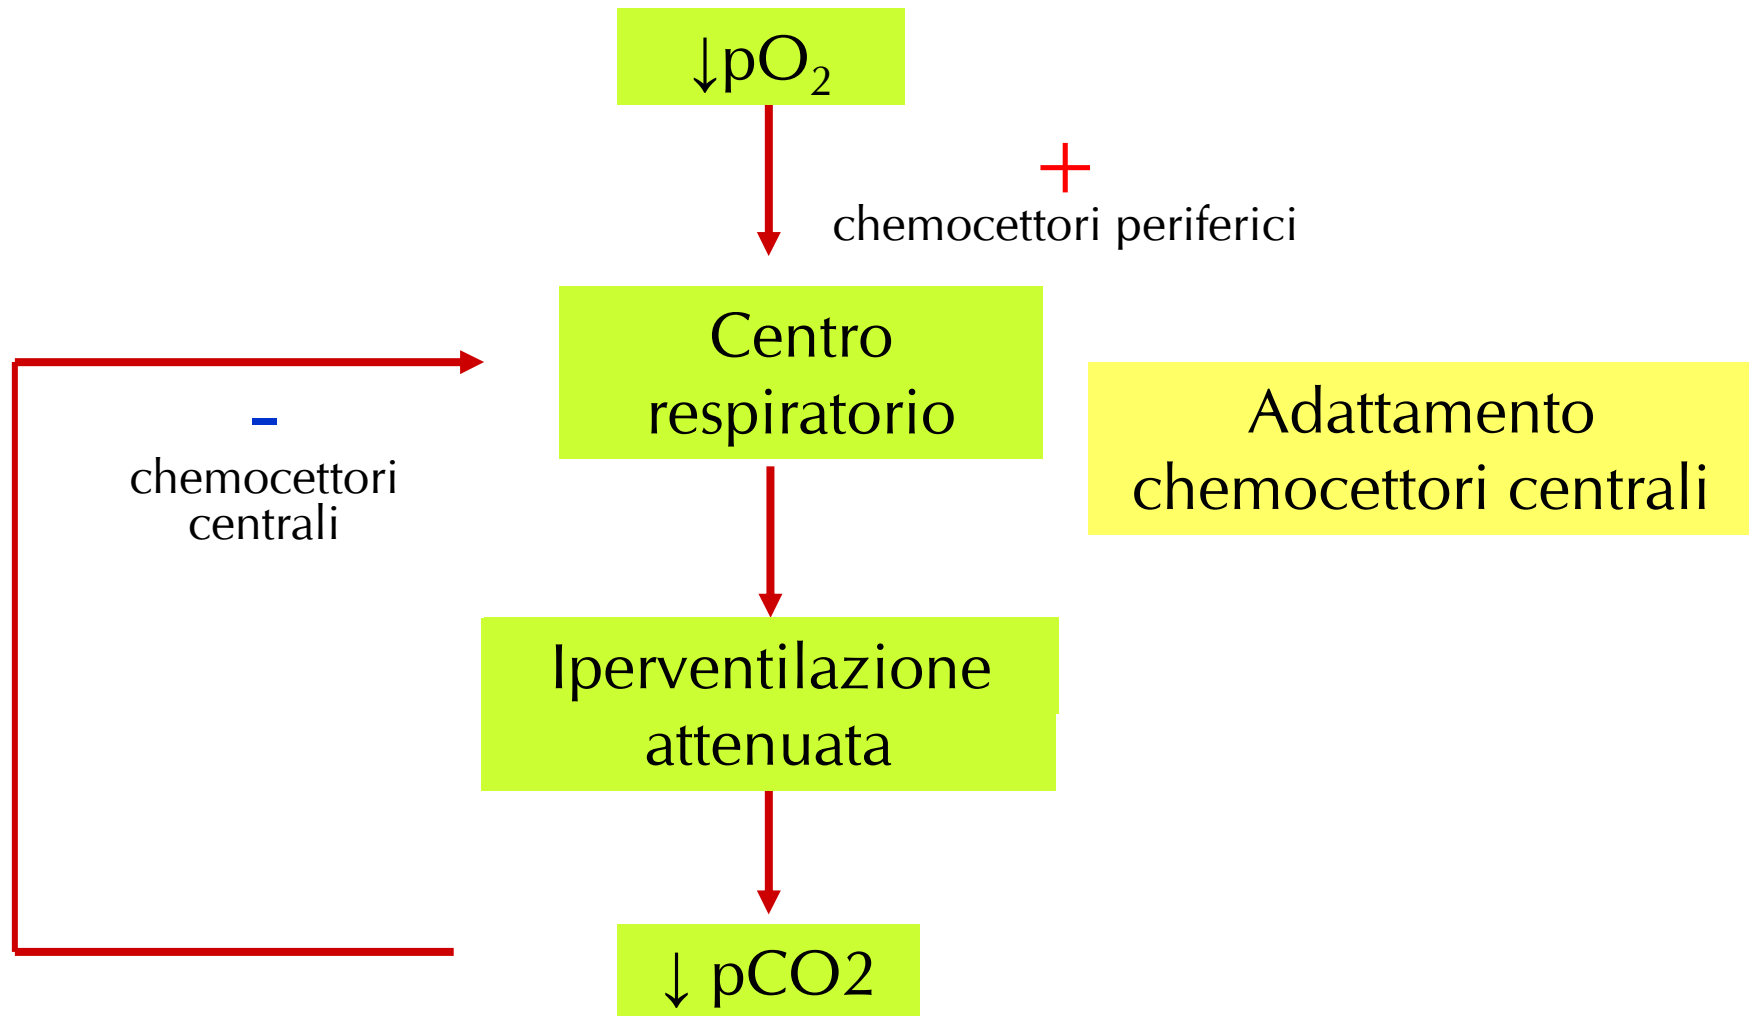 ↓pO₂
+
chemocettori periferici
Centro
respiratorio
-
chemocettori
centrali
Adattamento
chemocettori centrali
Iperventilazione
attenuata
↓ pCO2